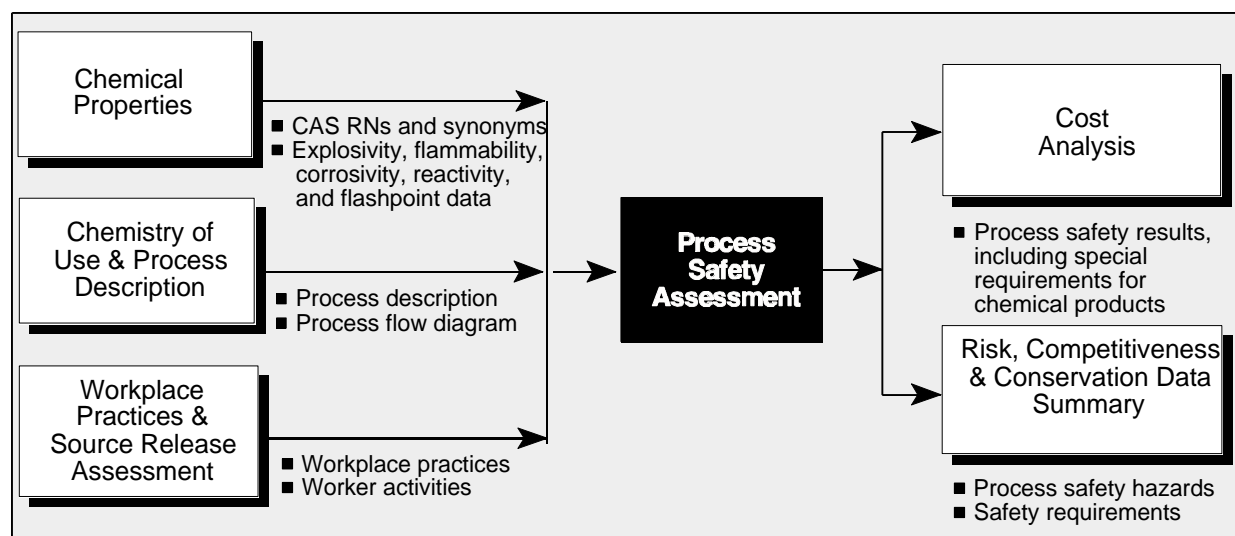 Chemical
Properties
■ CAS RNs and synonyms
■ Explosivity, flammability,
corrosivity, reactivity,
and flashpoint data
Chemistry of
Use & Process
Description
■ Process description
■ Process flow diagram
Workplace
Practices &
Source Release
Assessment
■ Workplace practices
■ Worker activities
Process
Safety
Assessment
Cost
Analysis
■ Process safety results,
including special
requirements for
chemical products
Risk, Competitiveness
& Conservation Data
Summary
■ Process safety hazards
■ Safety requirements